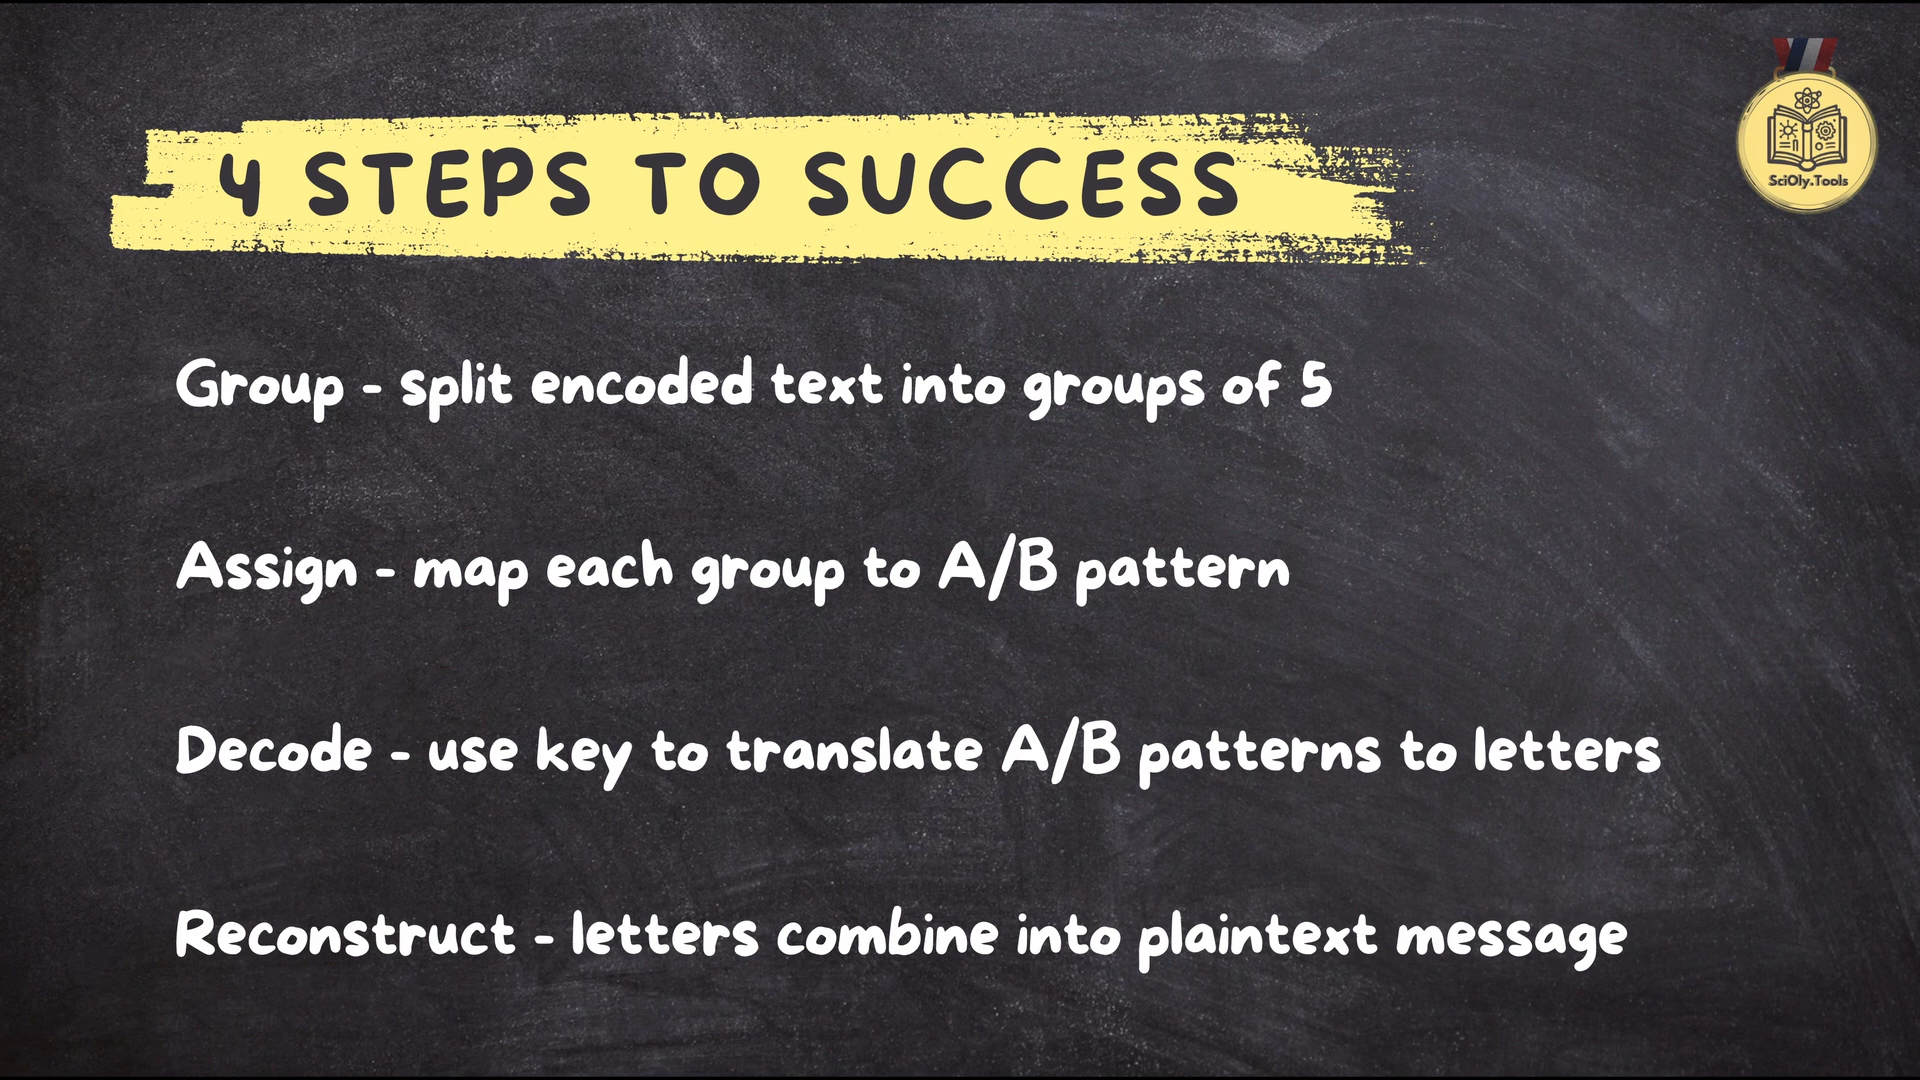 4 STEPS TO SUCCESS
SciOly.Tools
Group - split encoded text into groups of 5
Assign - map each group to A/B pattern
Decode - use key to translate A/B patterns to letters
Reconstruct - letters combine into plaintext message